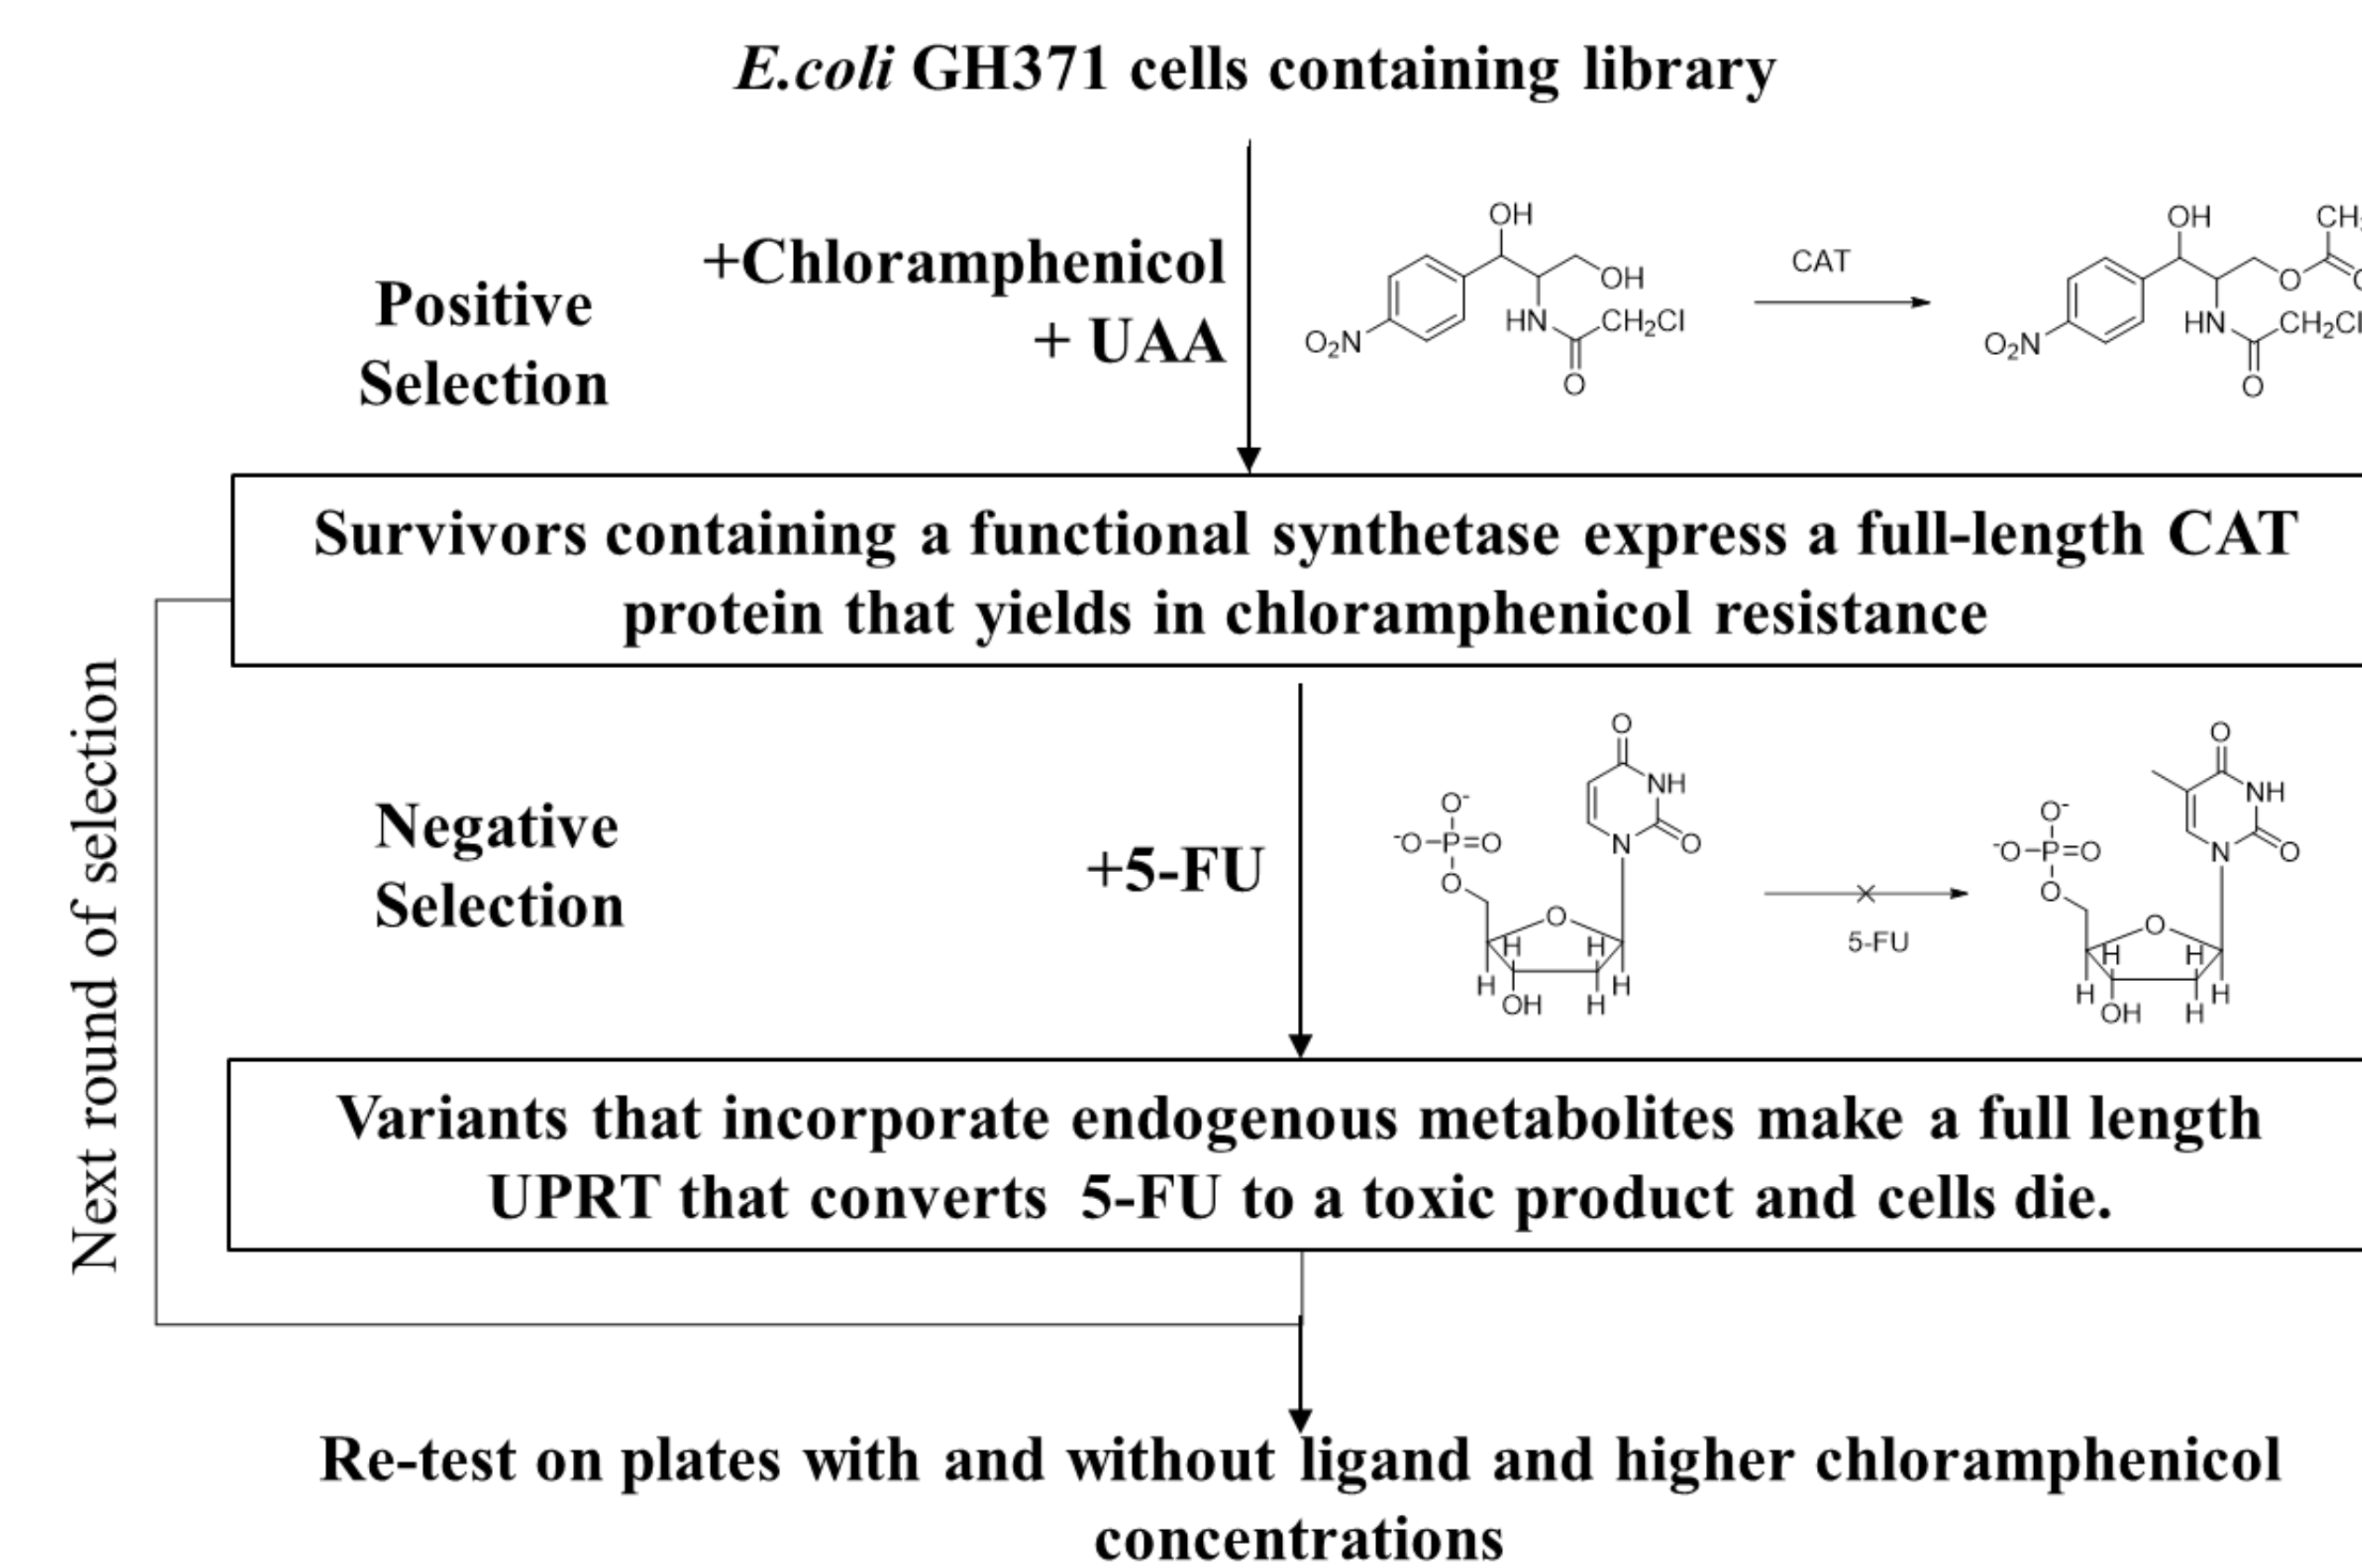 E.coli GH371 cells containing library
Positive
Selection
+Chloramphenicol
+ UAA
OH
OH
HN
CH₂Cl
O₂N
O
CAT
OH
CH
O
HN
CH₂Cl
O₂N
O
Survivors containing a functional synthetase express a full-length CAT
protein that yields in chloramphenicol resistance
Next round of selection
Negative
Selection
+5-FU
O
NH
O⁻
⁻O-P=O
N
O
O
O
H
H
H
H
OH
H
5-FU
O
NH
O⁻
⁻O-P=O
N
O
O
O
H
H
H
H
OH
H
Variants that incorporate endogenous metabolites make a full length
UPRT that converts 5-FU to a toxic product and cells die.
Re-test on plates with and without ligand and higher chloramphenicol
concentrations